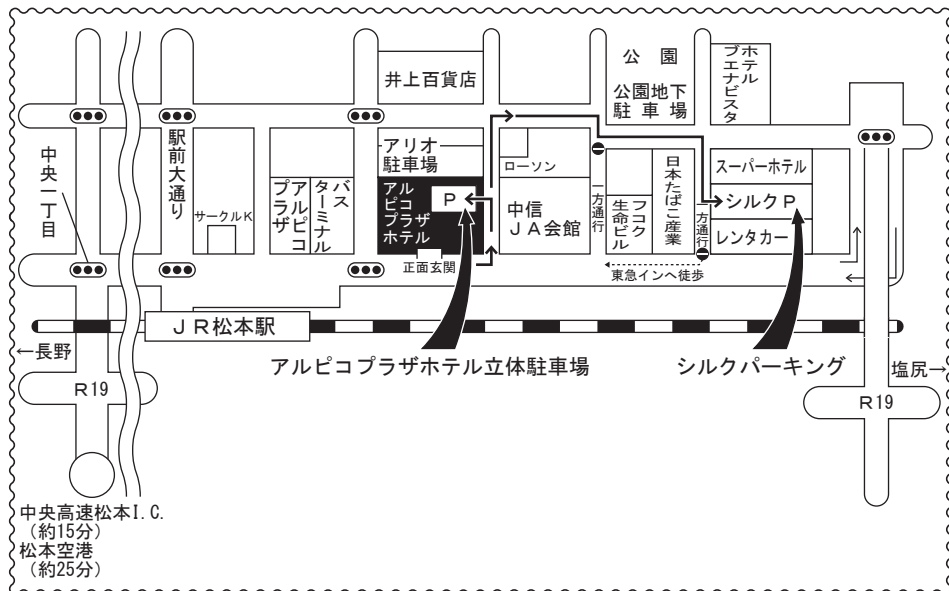 井上百貨店
公園
公園地下
駐車場
ホテル
ブエナビスタ
中央一丁目
駅前大通り
サークルK
アルピコ
プラザ
バス
ターミナル
アリオ
駐車場
アル
ピコ
プラザ
ホテル
P
正面玄関
ローソン
中信
JA会館
一方通行
フコク
生命ビル
日本たばこ産業
一方通行
スーパーホテル
シルクP
レンタカー
東急インへ徒歩
JR松本駅
←長野
アルピコプラザホテル立体駐車場
シルクパーキング
塩尻→
R19
R19
中央高速松本I.C.
(約15分)
松本空港
(約25分)